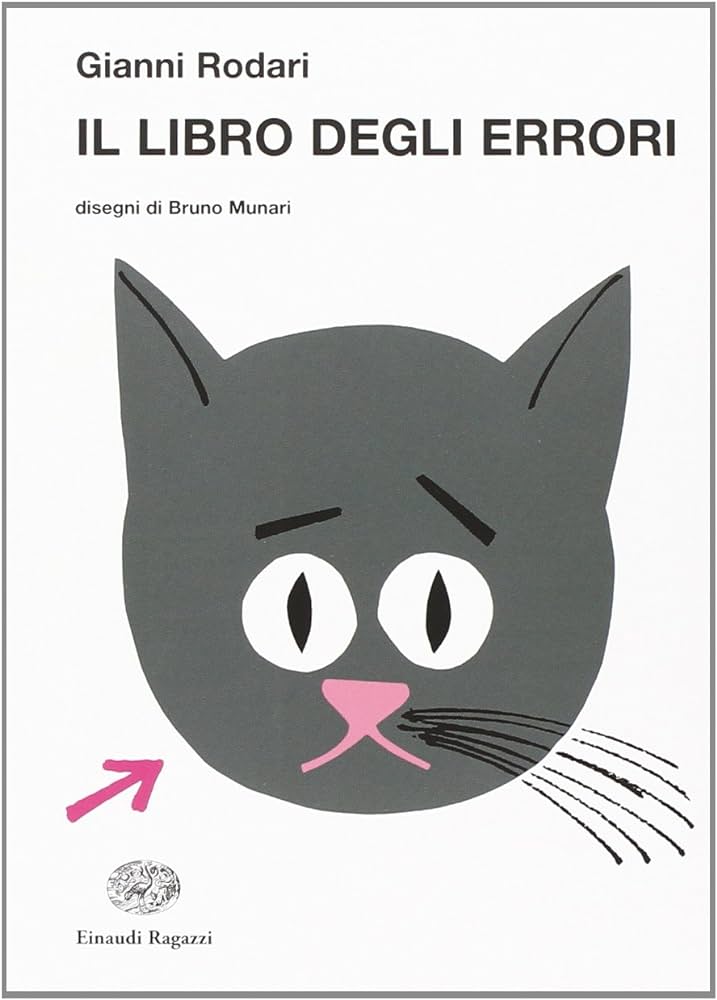 Gianni Rodari
IL LIBRO DEGLI ERRORI
disegni di Bruno Munari
Einaudi Ragazzi